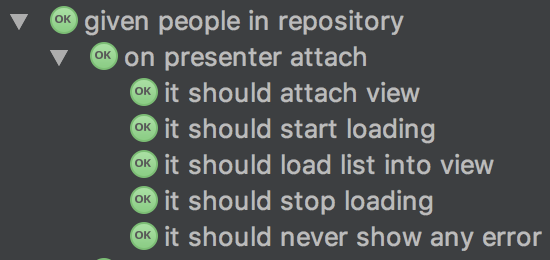 OK given people in repository
OK on presenter attach
OK it should attach view
OK it should start loading
OK it should load list into view
OK it should stop loading
OK it should never show any error